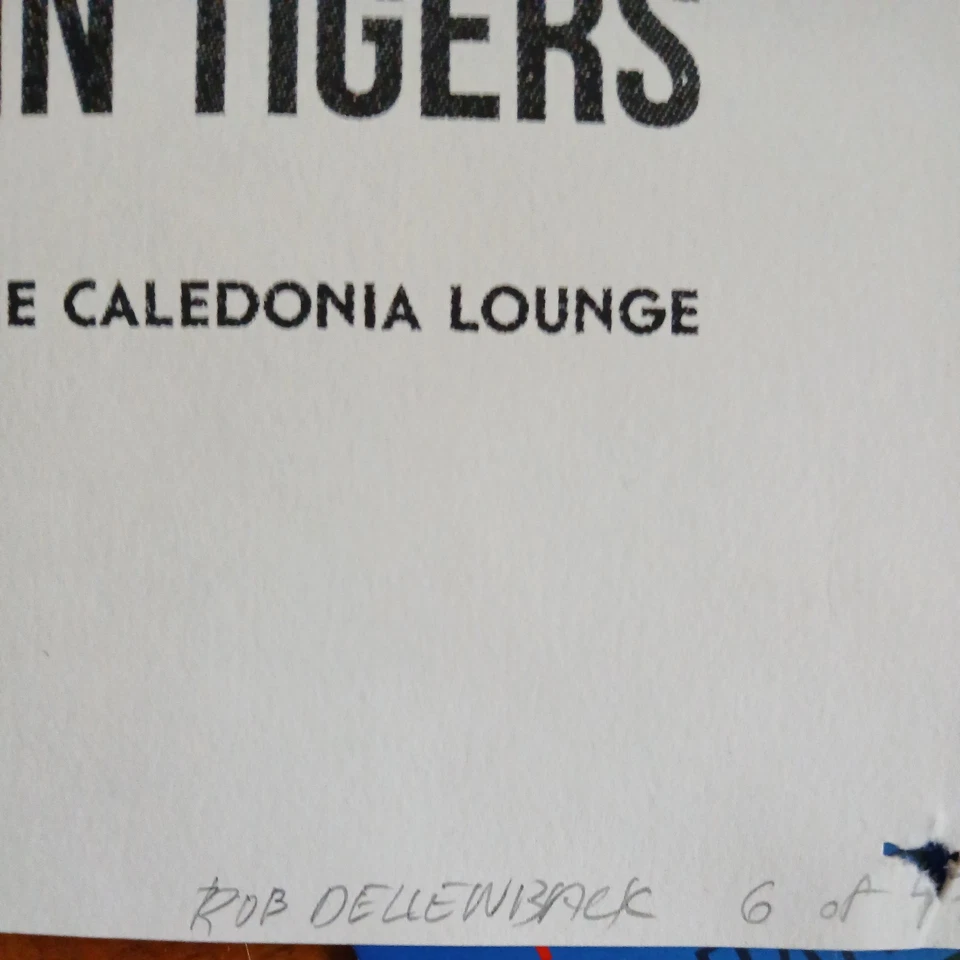 N TIGERS
E CALEDONIA LOUNGE
ROB DELLENBACK 6 of